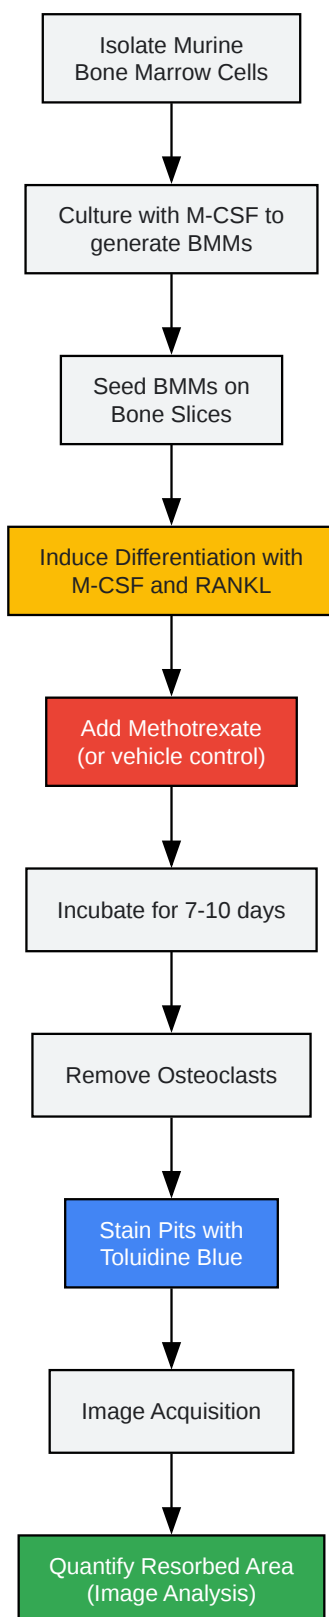 Isolate Murine
Bone Marrow Cells
Culture with M-CSF to
generate BMMs
Seed BMMs on
Bone Slices
Induce Differentiation with
M-CSF and RANKL
Add Methotrexate
(or vehicle control)
Incubate for 7-10 days
Remove Osteoclasts
Stain Pits with
Toluidine Blue
Image Acquisition
Quantify Resorbed Area
(Image Analysis)